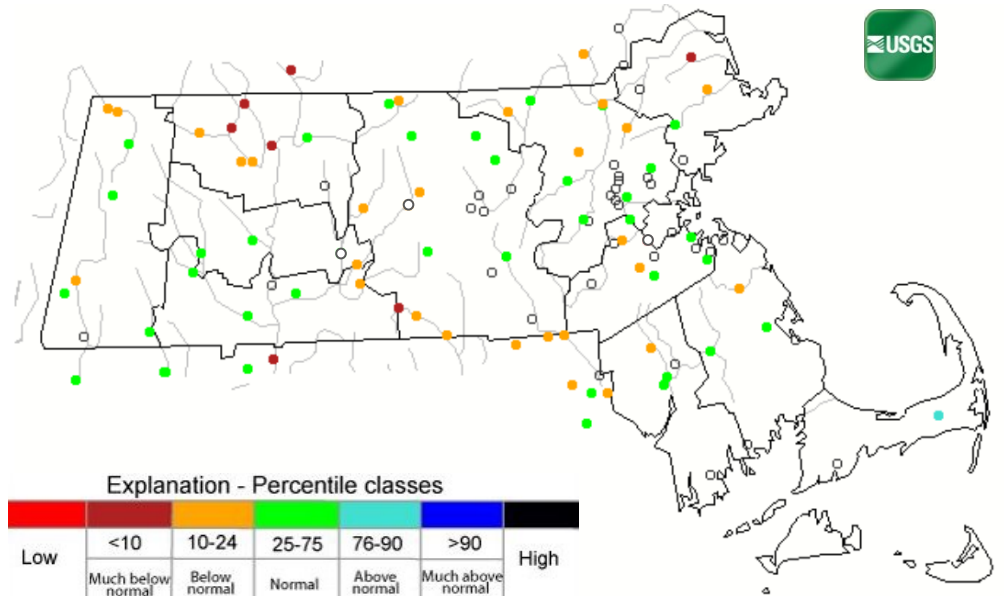 USGS
Explanation - Percentile classes
Low
<10
10-24
25-75
76-90
>90
High
Much below
normal
Below
normal
Normal
Above
normal
Much above
normal